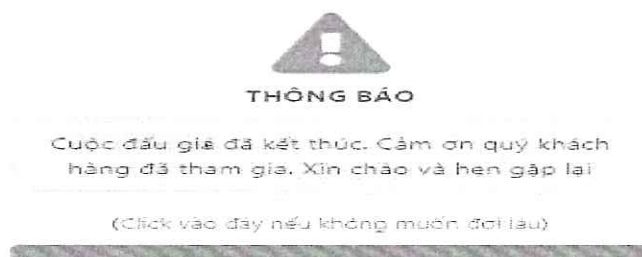 THÔNG BÁO
Cuộc đấu giá đã kết thúc. Cảm ơn quý khách
hàng đã tham gia. Xin chào và hẹn gặp lại
(Click vào đây nếu không muốn đợi lâu)